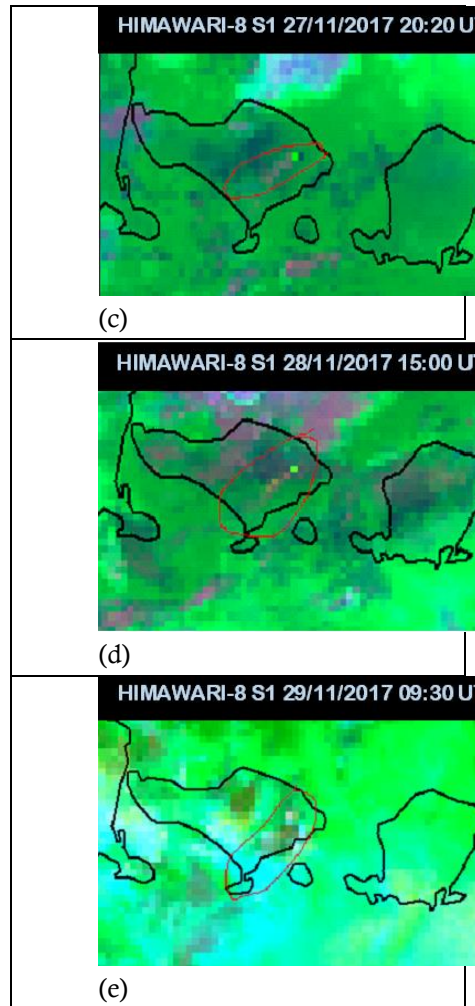 HIMAWARI-8 S1 27/11/2017 20:20
(c)
HIMAWARI-8 S1 28/11/2017 15:00
(d)
HIMAWARI-8 S1 29/11/2017 09:30
(e)